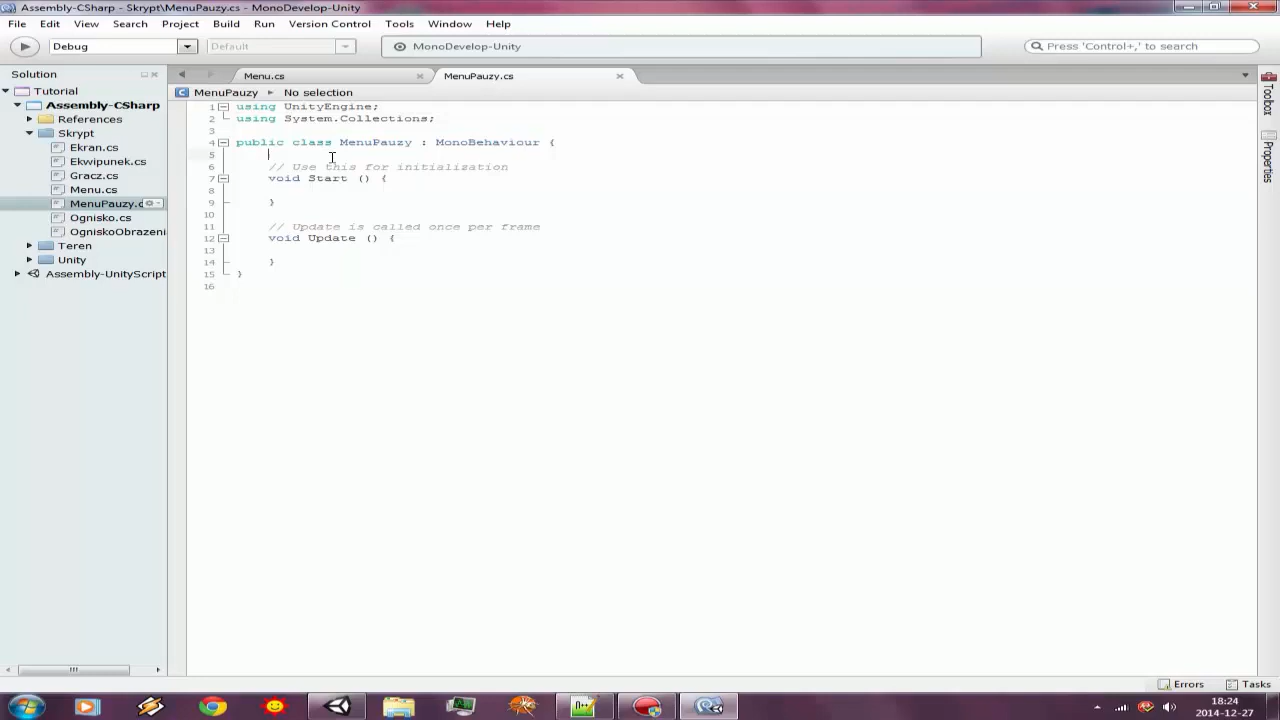 Assembly-CSharp - Skrypt\MenuPauzy.cs - MonoDevelop-Unity
File Edit View Search Project Build Run Version Control Tools Window Help
Debug
Default
MonoDevelop-Unity
Press 'Control+,' to search
Solution
Menu.cs
MenuPauzy.cs
Tutorial
Assembly-CSharp
References
Skrypt
Ekran.cs
Ekwipunek.cs
Gracz.cs
Menu.cs
MenuPauzy.c
Ognisko.cs
OgniskoObrazeni
Teren
Unity
Assembly-UnityScript
MenuPauzy No selection
1 using UnityEngine;
2 using System.Collections;
3
4 public class MenuPauzy : MonoBehaviour {
5
6 // Use this for initialization
7 void Start () {
8
9 }
10
11 // Update is called once per frame
12 void Update () {
13
14 }
15 }
16
Toolbox
Properties
Errors
Tasks
18:24
2014-12-27